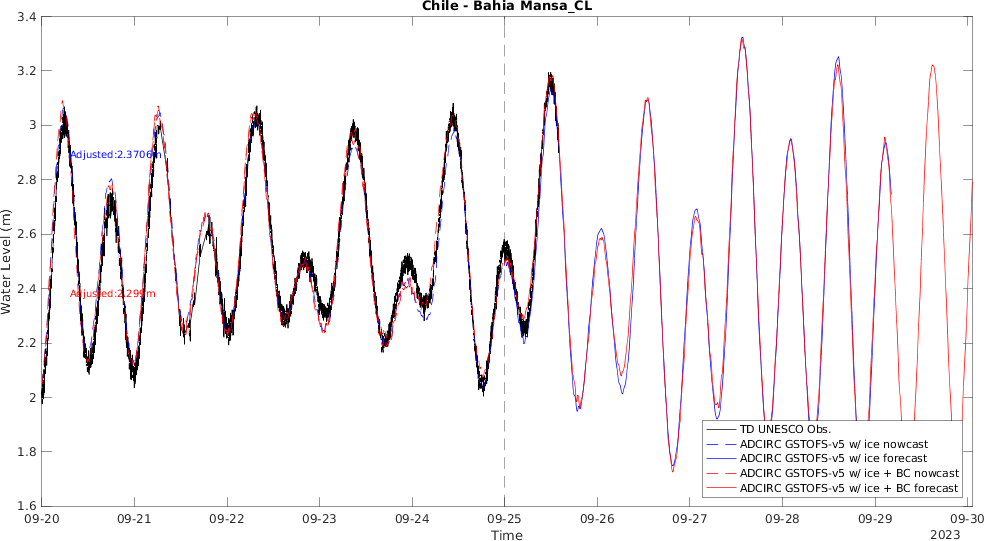 Chile - Bahia Mansa_CL
3.4
3.2
3
2.8
2.6
2.4
2.2
2
1.8
1.6
Water Level (m)
Adjusted:2.3706m
Adjusted:2.299m
TD UNESCO Obs.
ADCIRC GSTOFS-v5 w/ ice nowcast
ADCIRC GSTOFS-v5 w/ ice forecast
ADCIRC GSTOFS-v5 w/ ice + BC nowcast
ADCIRC GSTOFS-v5 w/ ice + BC forecast
09-20 09-21 09-22 09-23 09-24 09-25 09-26 09-27 09-28 09-29 09-30
Time
2023